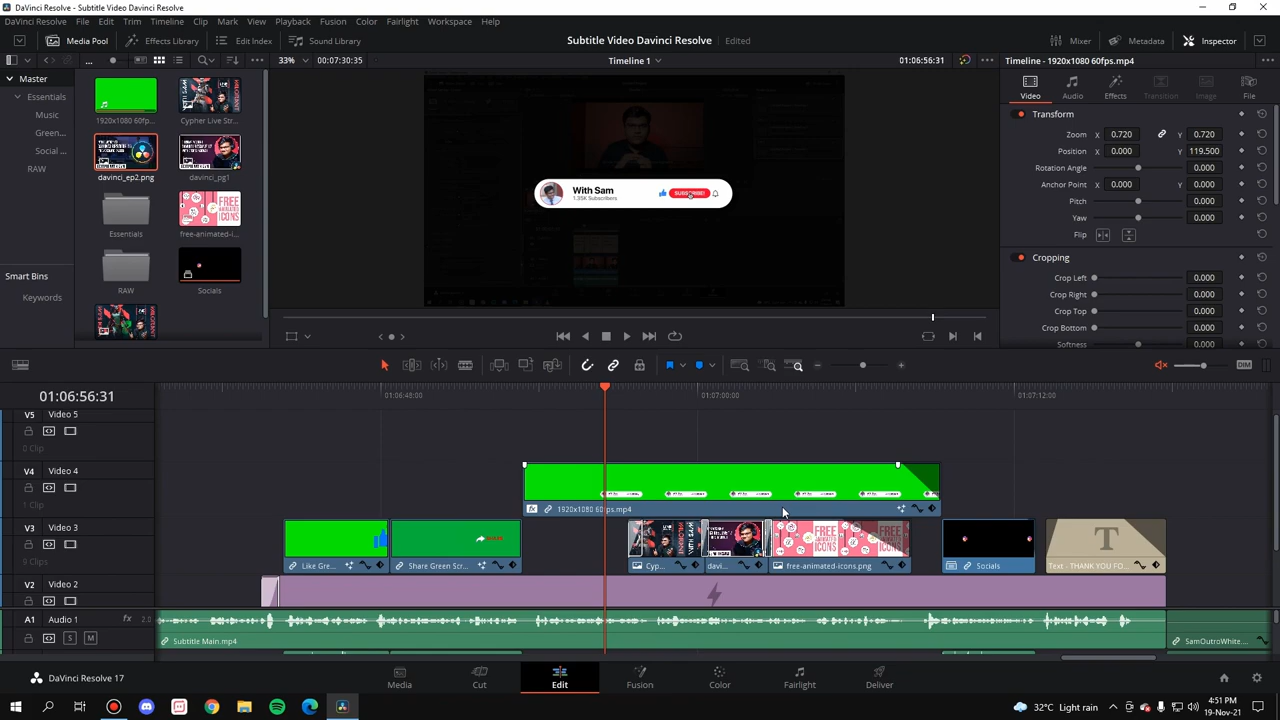 DaVinci Resolve - Subtitle Video Davinci Resolve
DaVinci Resolve File Edit Trim Timeline Clip Mark View Playback Fusion Color Fairlight Workspace Help
Media Pool Effects Library Edit Index Sound Library Subtitle Video Davinci Resolve Edited Mixer Metadata Inspector
... 33% 00:07:30:35 Timeline 1 01:06:56:31 Timeline - 1920x1080 60fps.mp4
Master
Essentials
Music
Green...
Social ...
RAW
Smart Bins
Keywords
1920x1080 60fp... Cypher Live Str...
davinci_ep2.png davinci_pg1
Essentials free-animated-i...
RAW Socials
FREE
ANIMATED
ICONS
With Sam
1.35K Subscribers
SUBSCRIBE
Video Audio Effects Transition Image File
Transform
Zoom X 0.720 Y 0.720
Position X 0.000 Y 119.500
Rotation Angle 0.000
Anchor Point X 0.000 Y 0.000
Pitch 0.000
Yaw 0.000
Flip
Cropping
Crop Left 0.000
Crop Right 0.000
Crop Top 0.000
Crop Bottom 0.000
Softness 0.000
DIM
01:06:56:31 01:06:48:00 01:07:00:00 01:07:12:00
V5 Video 5
0 Clip
V4 Video 4
1920x1080 60fps.mp4
V3 Video 3
Like Gre... Share Green Scr... Cyp... davi... free-animated-icons.png Socials Text - THANK YOU FO...
V2 Video 2
A1 Audio 1 fx 2.0
S M
Subtitle Main.mp4 SamOutroWhite....
DaVinci Resolve 17 Media Cut Edit Fusion Color Fairlight Deliver
32°C Light rain 4:51 PM
19-Nov-21